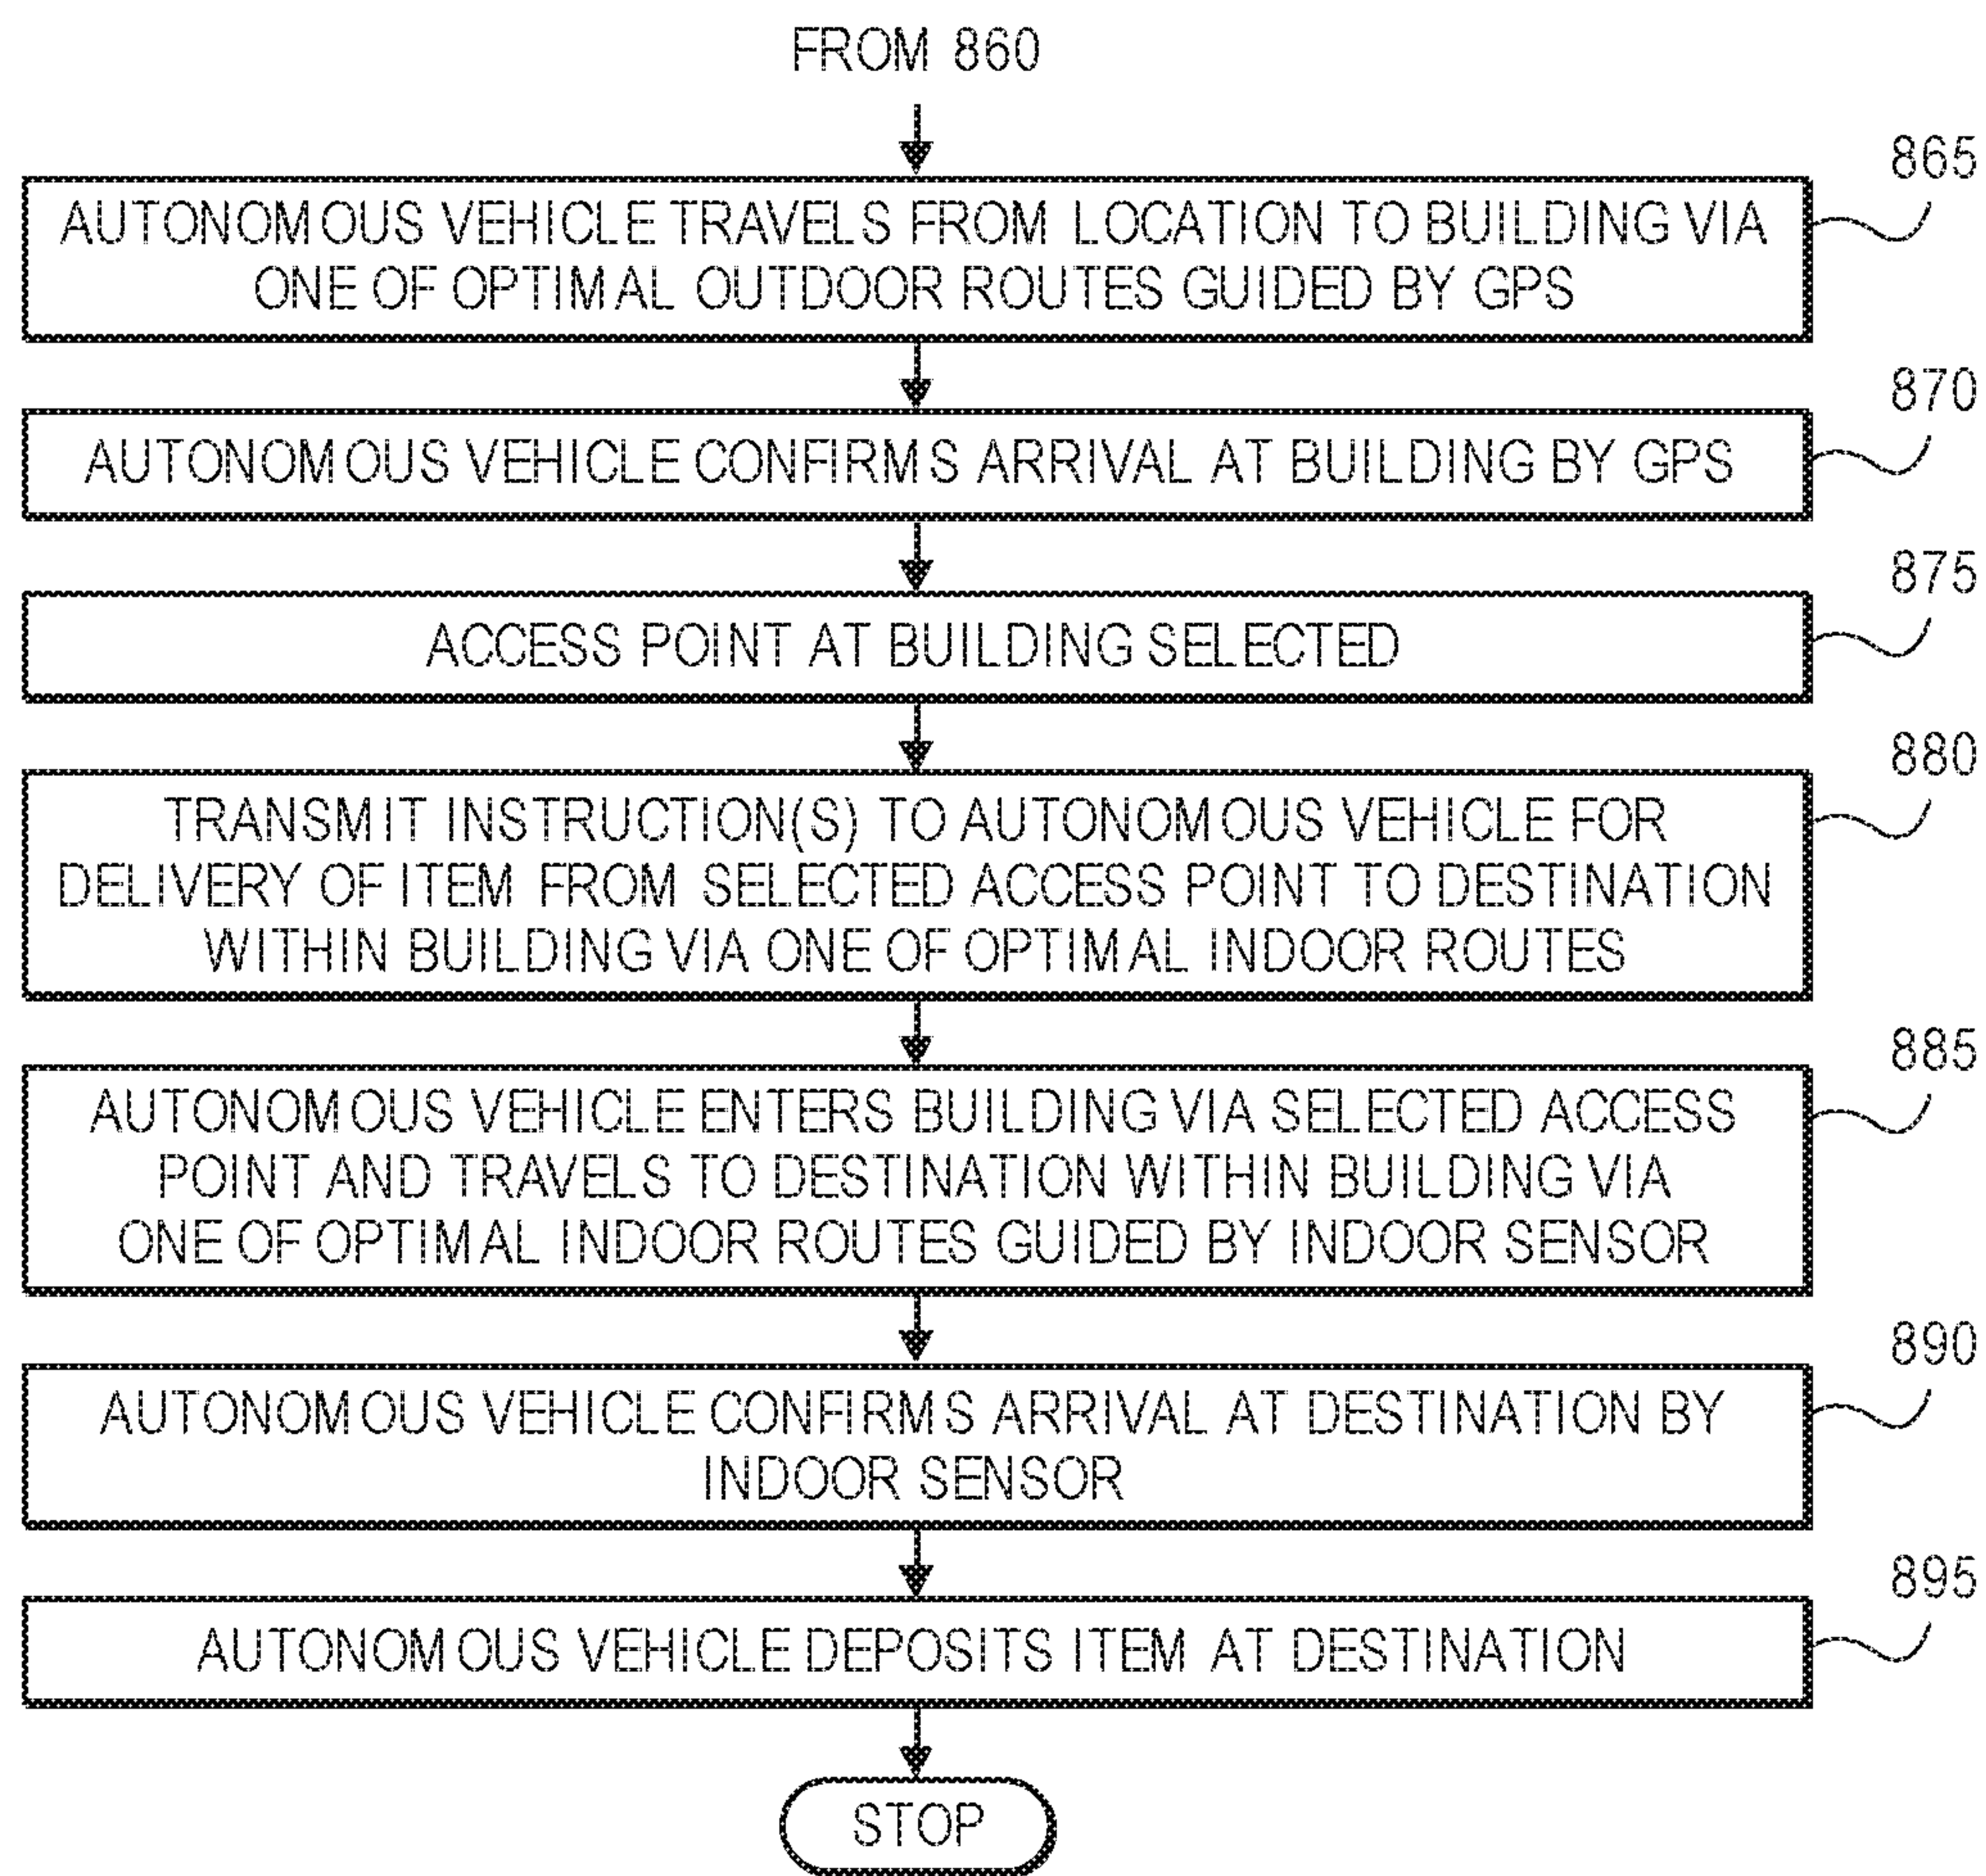 FROM 860
865
AUTONOMOUS VEHICLE TRAVELS FROM LOCATION TO BUILDING VIA
ONE OF OPTIMAL OUTDOOR ROUTES GUIDED BY GPS
870
AUTONOMOUS VEHICLE CONFIRMS ARRIVAL AT BUILDING BY GPS
875
ACCESS POINT AT BUILDING SELECTED
880
TRANSMIT INSTRUCTION(S) TO AUTONOMOUS VEHICLE FOR
DELIVERY OF ITEM FROM SELECTED ACCESS POINT TO DESTINATION
WITHIN BUILDING VIA ONE OF OPTIMAL INDOOR ROUTES
885
AUTONOMOUS VEHICLE ENTERS BUILDING VIA SELECTED ACCESS
POINT AND TRAVELS TO DESTINATION WITHIN BUILDING VIA
ONE OF OPTIMAL INDOOR ROUTES GUIDED BY INDOOR SENSOR
890
AUTONOMOUS VEHICLE CONFIRMS ARRIVAL AT DESTINATION BY
INDOOR SENSOR
895
AUTONOMOUS VEHICLE DEPOSITS ITEM AT DESTINATION
STOP